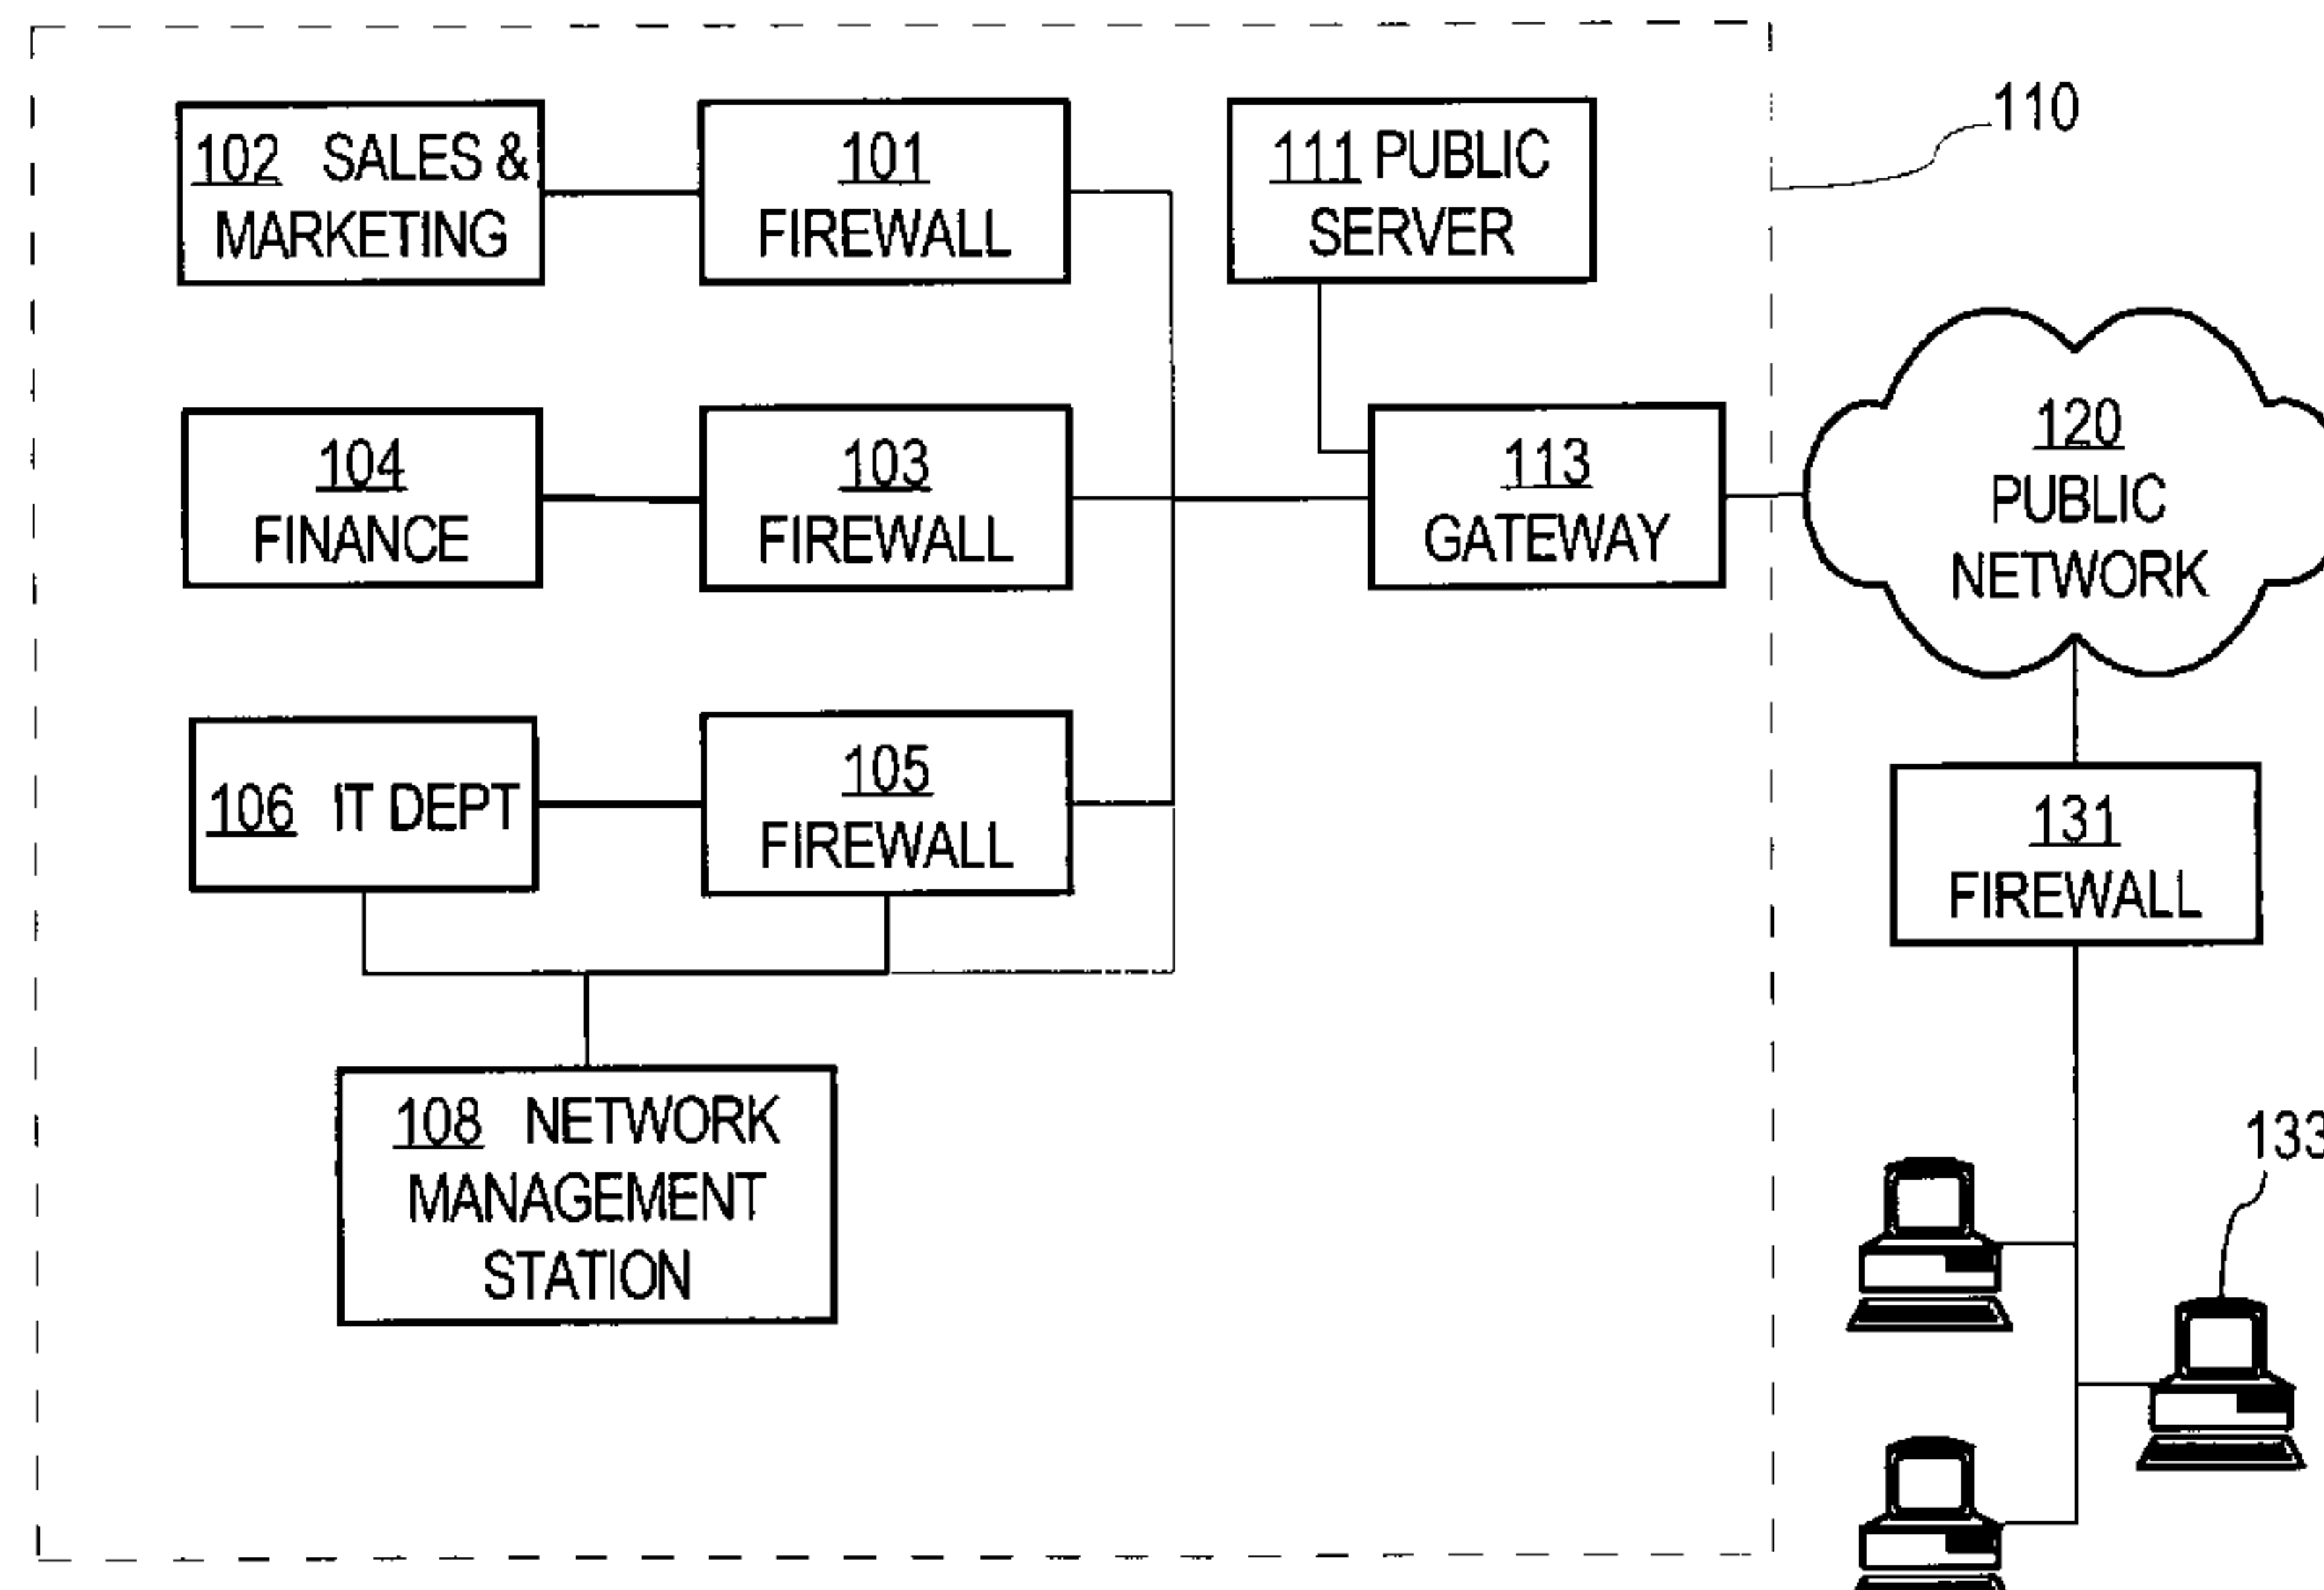 102 SALES &
MARKETING
101
FIREWALL
111 PUBLIC
SERVER
110
104
FINANCE
103
FIREWALL
113
GATEWAY
120
PUBLIC
NETWORK
106 IT DEPT
105
FIREWALL
131
FIREWALL
108 NETWORK
MANAGEMENT
STATION
133